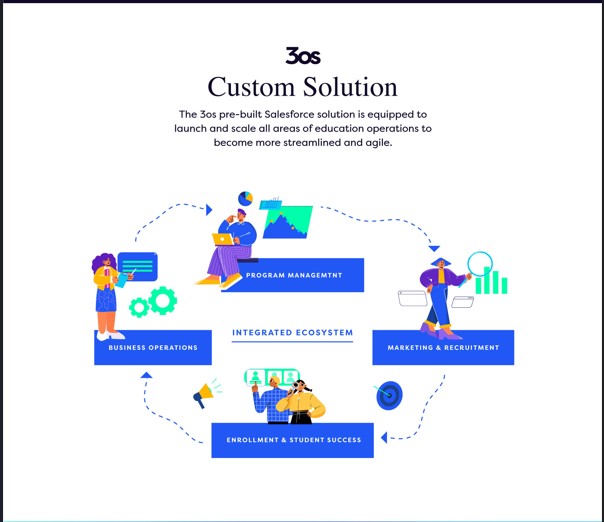 3os
Custom Solution
The 3os pre-built Salesforce solution is equipped to
launch and scale all areas of education operations to
become more streamlined and agile.
PROGRAM MANAGEMTNT
INTEGRATED ECOSYSTEM
BUSINESS OPERATIONS
MARKETING & RECRUITMENT
ENROLLMENT & STUDENT SUCCESS